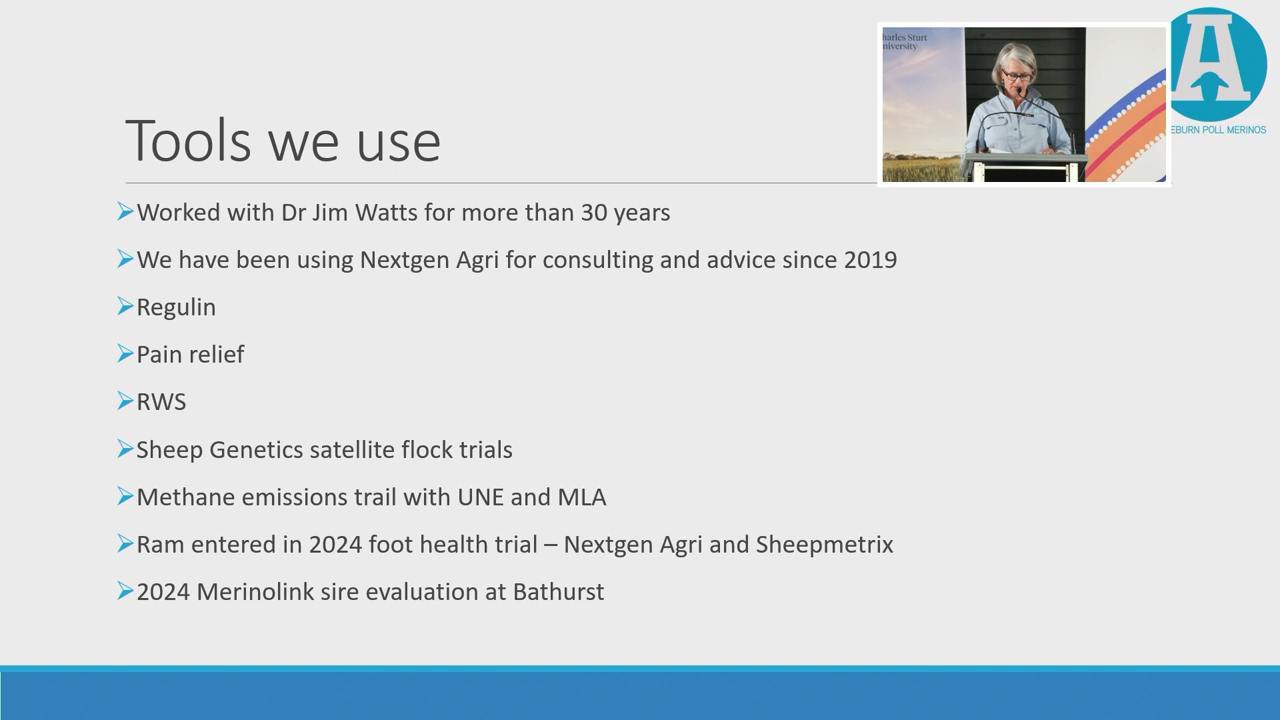 harles Sturt
niversity
A
EBURN POLL MERINOS
Tools we use
Worked with Dr Jim Watts for more than 30 years
We have been using Nextgen Agri for consulting and advice since 2019
Regulin
Pain relief
RWS
Sheep Genetics satellite flock trials
Methane emissions trail with UNE and MLA
Ram entered in 2024 foot health trial – Nextgen Agri and Sheepmetrix
2024 Merinolink sire evaluation at Bathurst